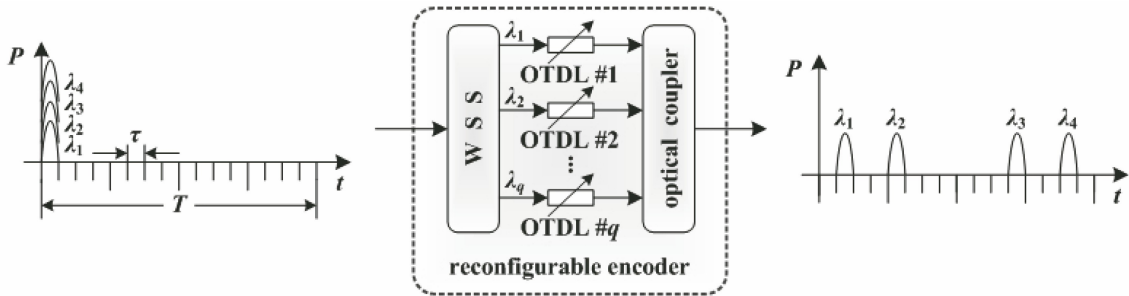 P
λ4
λ3
λ2
λ1
τ
t
T
WSS
λ1
OTDL #1
λ2
OTDL #2
...
λq
OTDL #q
optical coupler
reconfigurable encoder
P
λ1 λ2 λ3 λ4
t